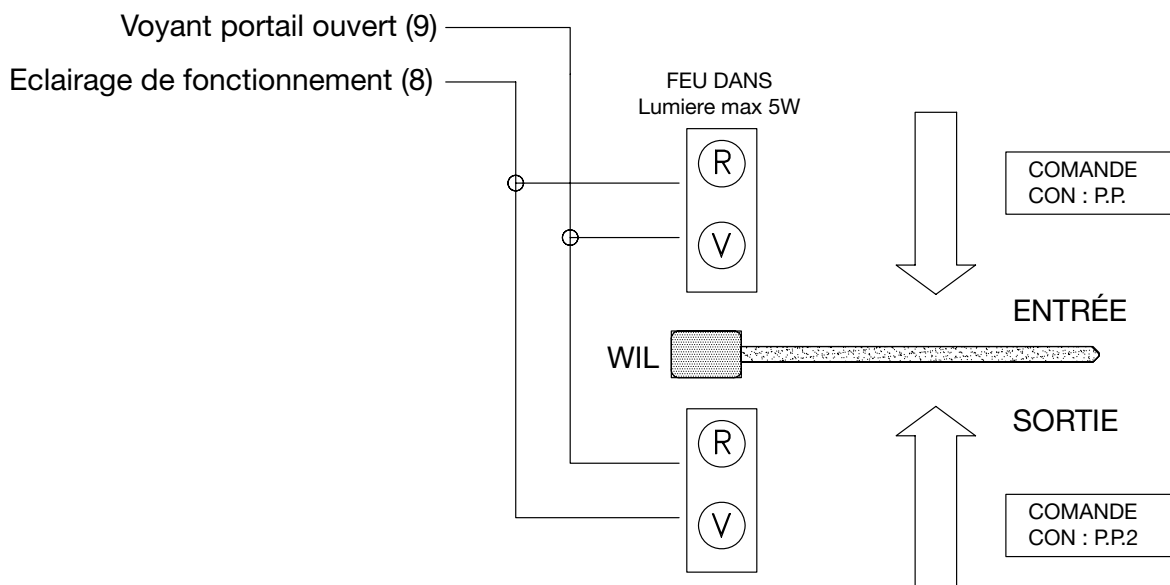 Voyant portail ouvert (9)
Eclairage de fonctionnement (8)
FEU DANS
Lumiere max 5W
R
V
COMANDE
CON : P.P.
ENTRÉE
WIL
SORTIE
R
V
COMANDE
CON : P.P.2